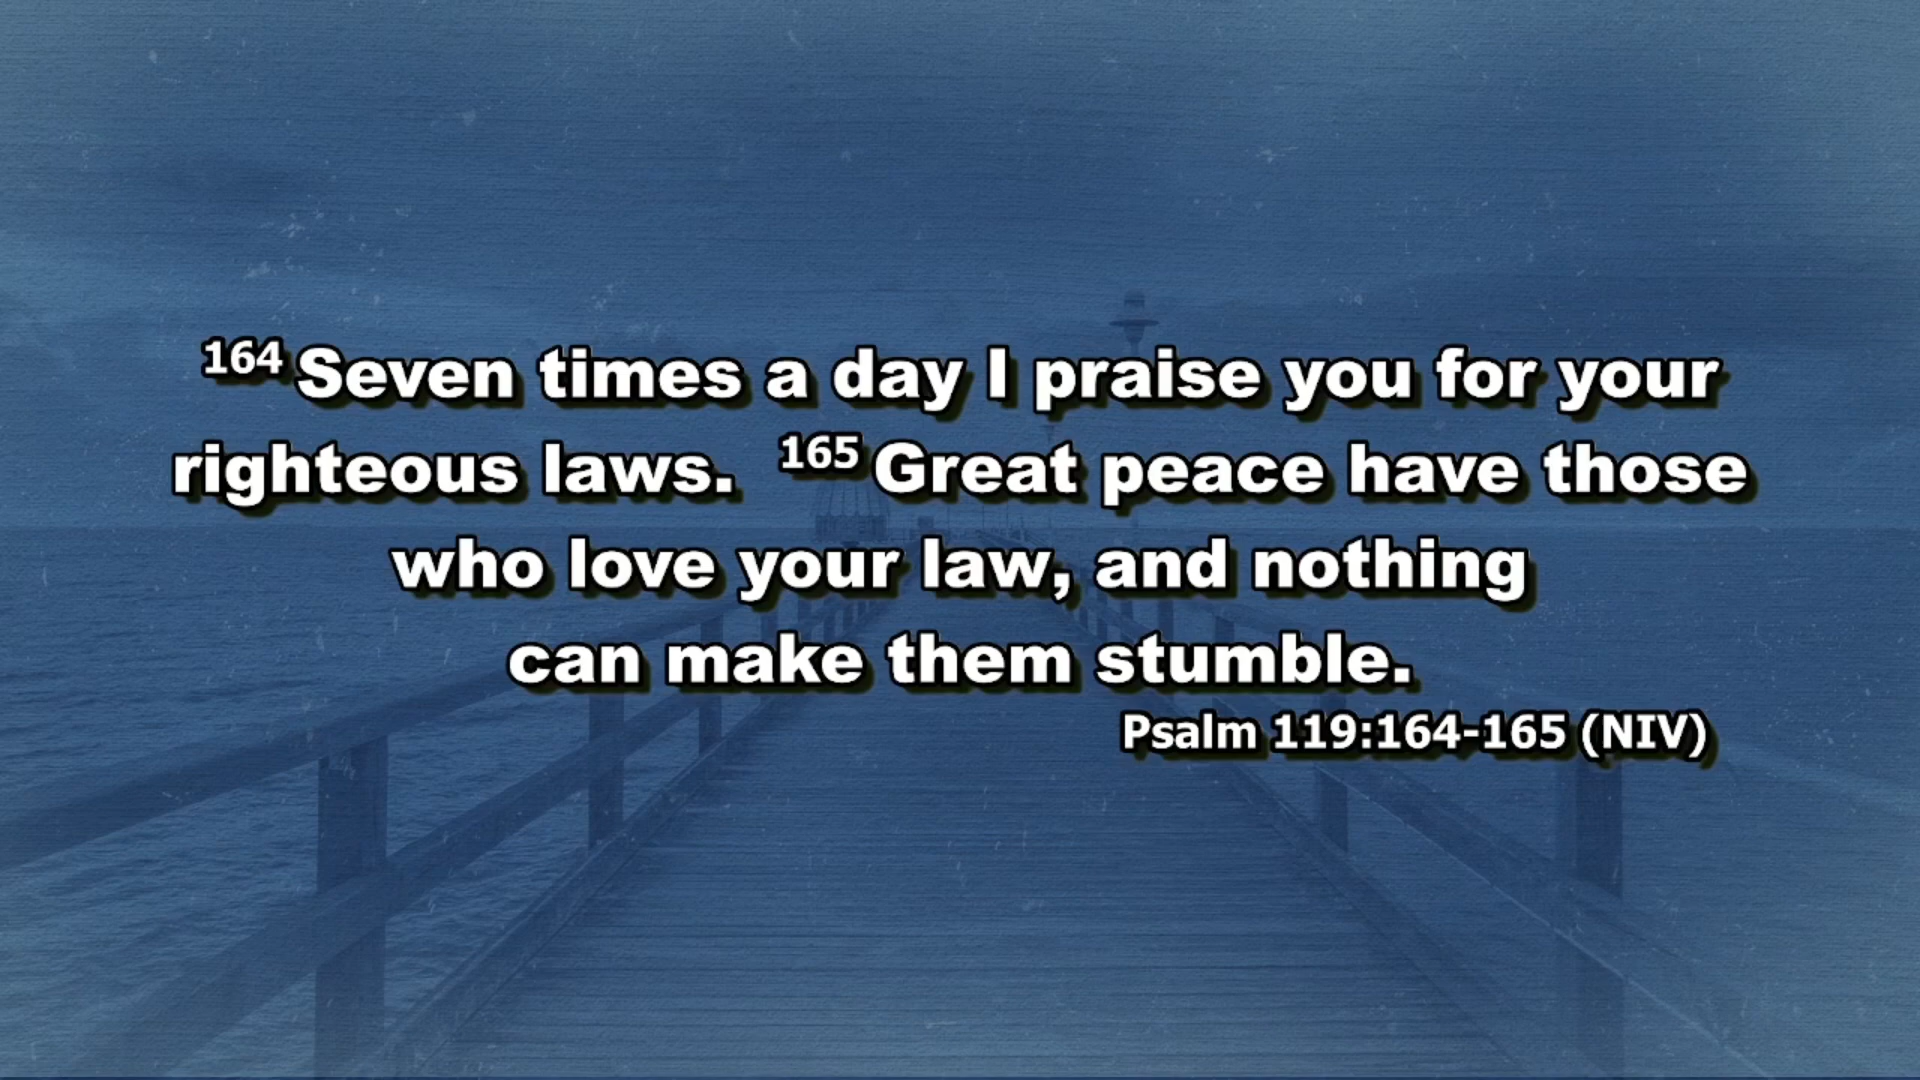 164 Seven times a day I praise you for your
righteous laws. 165 Great peace have those
who love your law, and nothing
can make them stumble.
Psalm 119:164-165 (NIV)